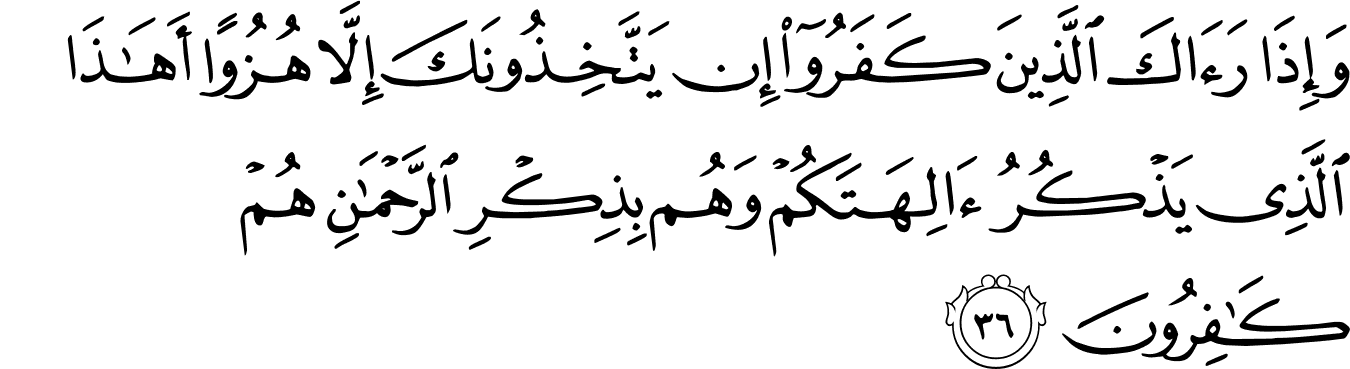 وَإِذَا رَءَاكَ ٱلَّذِينَ كَفَرُوٓا۟ إِن يَتَّخِذُونَكَ إِلَّا هُزُوًا أَهَـٰذَا
ٱلَّذِى يَذْكُرُ ءَالِهَتَكُمْ وَهُم بِذِكْرِ ٱلرَّحْمَـٰنِ هُمْ
كَـٰفِرُونَ ٣٦